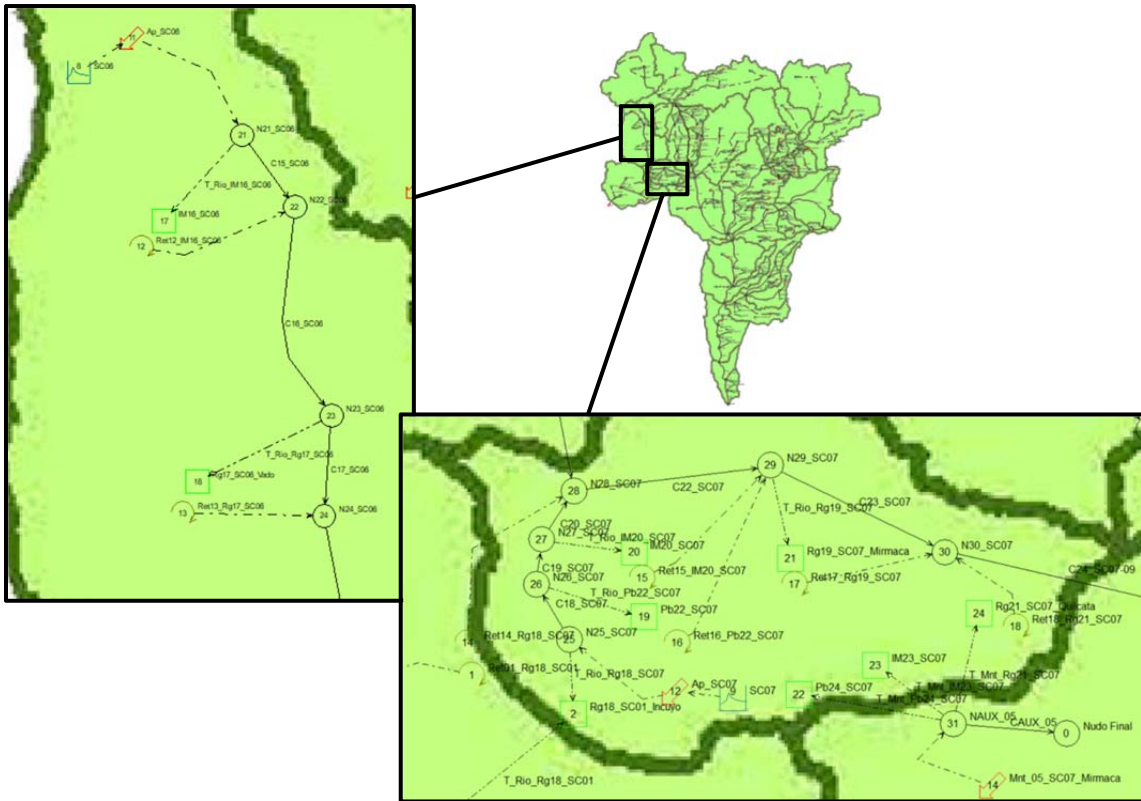 11 Ap_SC06
6 SC06
21 N21_SC06
C15_SC06
T_Rio_IM16_SC06
22 N22_SC06
17 IM16_SC06
12 Ret12_IM16_SC06
C16_SC06
23 N23_SC06
T_Rio_Rg17_SC06
C17_SC06
18 Rg17_SC06_Vado
13 Ret13_Rg17_SC06
24 N24_SC06
29 N29_SC07
28 N28_SC07
C22_SC07
C23_SC07
C20_SC07
27 N27_SC07
T_Rio_IM20_SC07
T_Rio_Rg19_SC07
20 IM20_SC07
21 Rg19_SC07_Mirmaca
30 N30_SC07
C19_SC07
15 Ret15_IM20_SC07
17 Ret17_Rg19_SC07
C24_SC07-09
26 N26_SC07
T_Rio_Pb22_SC07
C18_SC07
19 Pb22_SC07
24 Rg21_SC07_Quilcata
18 Ret18_Rg21_SC07
25 N25_SC07
14 Ret14_Rg18_SC07
16 Ret16_Pb22_SC07
1 Ret01_Rg18_SC01
T_Rio_Rg18_SC07
23 IM23_SC07
T_Mnt_Rg21_SC07
12 Ap_SC07
9 SC07
22 Pb24_SC07
T_Mnt_IM23_SC07
T_Mnt_Pb24_SC07
2 Rg18_SC01_Incuyo
31 NAUX_05
CAUX_05
0 Nudo Final
T_Rio_Rg18_SC01
14 Mnt_05_SC07_Mirmaca